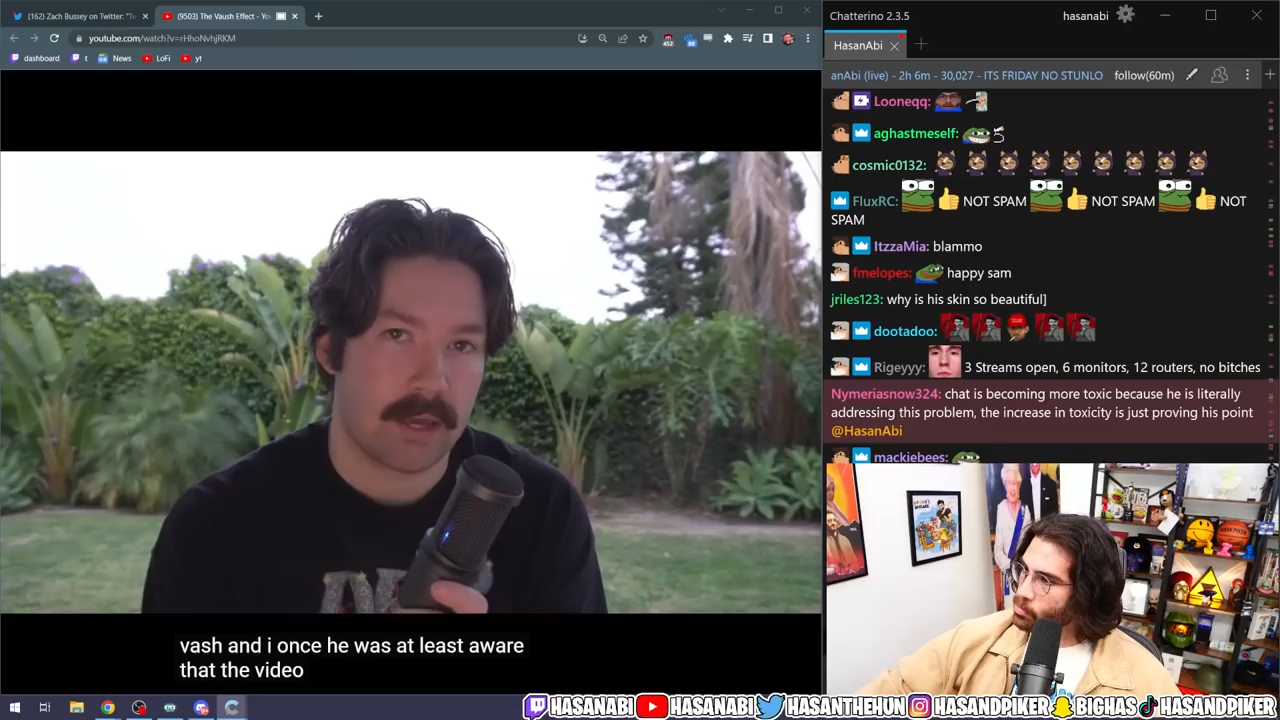 (162) Zach Bussey on Twitter: "Tw
(9503) The Vaush Effect - Yo
youtube.com/watch?v=rHhoNvhjRKM
452
80
dashboard
t
News
LoFi
yt
Chatterino 2.3.5
hasanabi
HasanAbi
anAbi (live) - 2h 6m - 30,027 - ITS FRIDAY NO STUNLO
follow(60m)
Looneqq:
aghastmeself:
cosmic0132:
FluxRC: NOT SPAM NOT SPAM NOT
SPAM
ItzzaMia: blammo
fmelopes: happy sam
jriles123: why is his skin so beautiful]
dootadoo:
Rigeyyy: 3 Streams open, 6 monitors, 12 routers, no bitches
Nymeriasnow324: chat is becoming more toxic because he is literally
addressing this problem, the increase in toxicity is just proving his point
@HasanAbi
mackiebees:
vash and i once he was at least aware
that the video
HASANABI HASANABI HASANTHEHUN HASANDPIKER BIGHAS HASANDPIKER